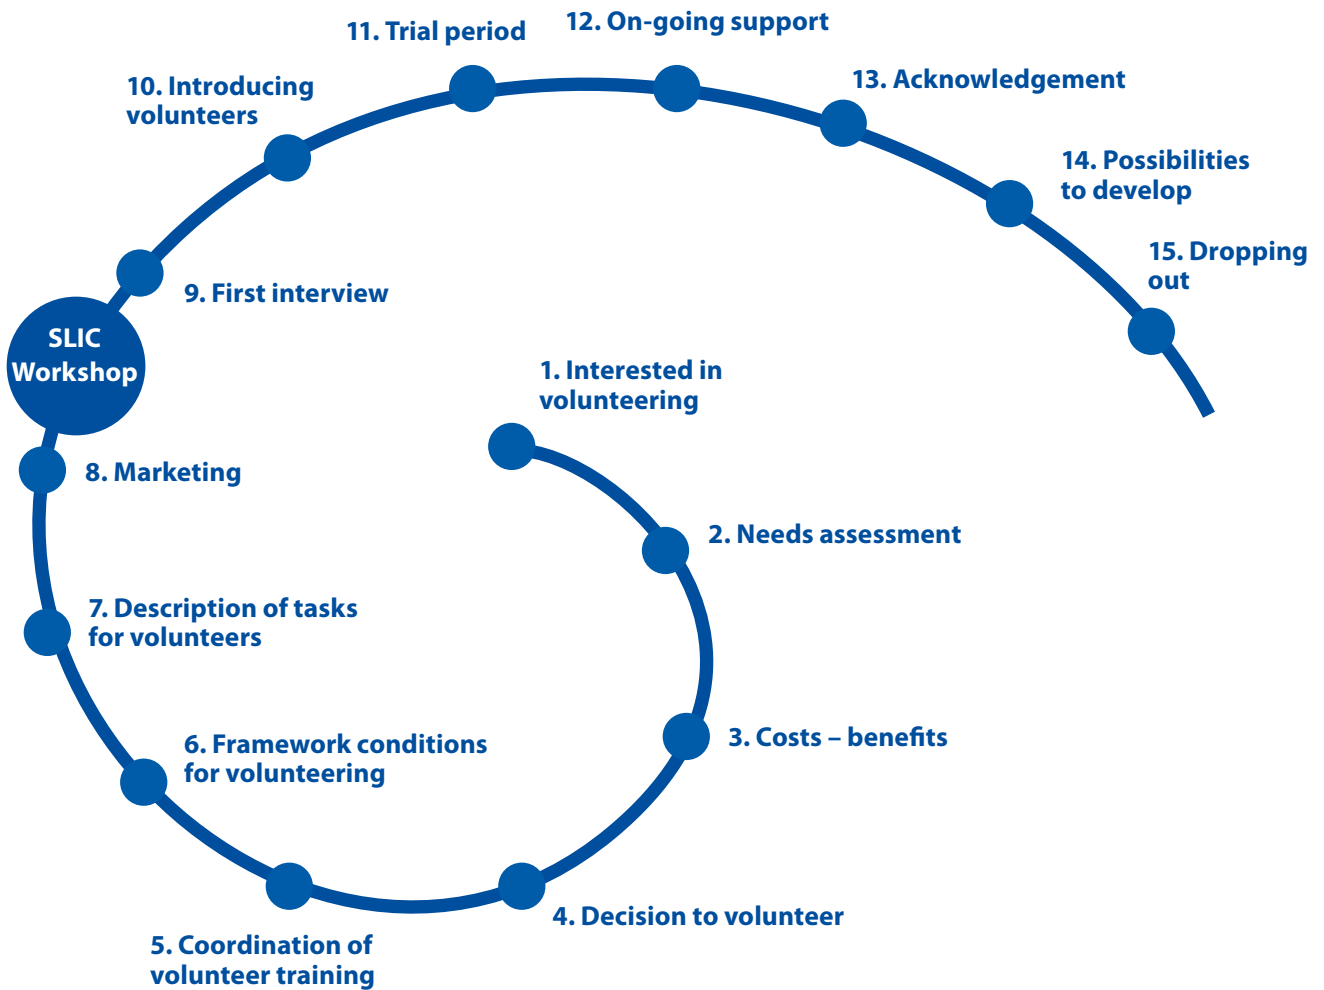 1. Interested in
volunteering
2. Needs assessment
3. Costs – benefits
4. Decision to volunteer
5. Coordination of
volunteer training
6. Framework conditions
for volunteering
7. Description of tasks
for volunteers
8. Marketing
SLIC
Workshop
9. First interview
10. Introducing
volunteers
11. Trial period
12. On-going support
13. Acknowledgement
14. Possibilities
to develop
15. Dropping
out